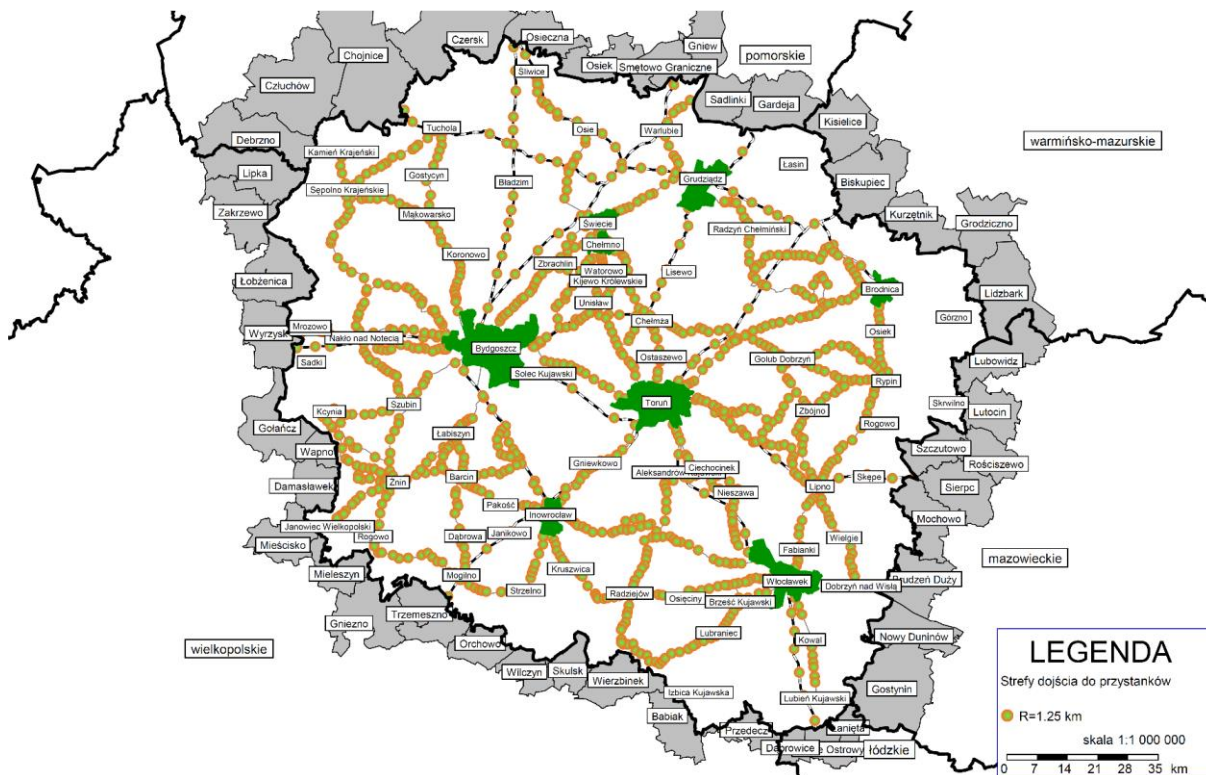 Czersk
Osieczna
Gniew
Chojnice
pomorskie
Śliwice
Osiek
Smętowo Graniczne
Człuchów
Sadlinki
Gardeja
Kisielice
Tuchola
Osie
Warlubie
Debrzno
warmińsko-mazurskie
Kamień Krajeński
Łasin
Lipka
Gostycyn
Bładzim
Grudziądz
Biskupiec
Sępolno Krajeńskie
Zakrzewo
Mąkowarsko
Świecie
Radzyń Chełmiński
Kurzętnik
Grodziczno
Chełmno
Koronowo
Zbrachlin
Watorowo
Lisewo
Łobżenica
Kijewo Królewskie
Brodnica
Lidzbark
Unisław
Chełmża
Górzno
Mrozowo
Wyrzysk
Nakło nad Notecią
Osiek
Bydgoszcz
Ostaszewo
Golub Dobrzyń
Lubowidz
Sadki
Solec Kujawski
Rypin
Toruń
Skrwilno
Szubin
Kcynia
Zbójno
Lutocin
Rogowo
Gołańcz
Łabiszyn
Wapno
Szczutowo
Gniewkowo
Ciechocinek
Rościszewo
Aleksandrów Kujawski
Żnin
Barcin
Skępe
Damasławek
Lipno
Sierpc
Nieszawa
Pakość
Inowrocław
Mochowo
Janowiec Wielkopolski
Rogowo
Dąbrowa
Janikowo
Wielgie
Mieścisko
Fabianki
mazowieckie
Kruszwica
Mieleszyn
Mogilno
Włocławek
Dobrzyń nad Wisłą
Brudzeń Duży
Strzelno
Radziejów
Osięciny
Brześć Kujawski
Trzemeszno
Gniezno
Lubraniec
Kowal
Nowy Duninów
Orchowo
wielkopolskie
Wilczyn
Skulsk
Wierzbinek
Gostynin
Izbica Kujawska
Lubień Kujawski
Babiak
Przedecz
Łanięta
Dąbrowice
Ostrowy
łódzkie
LEGENDA
Strefy dojścia do przystanków
R=1.25 km
skala 1:1 000 000
0 7 14 21 28 35 km